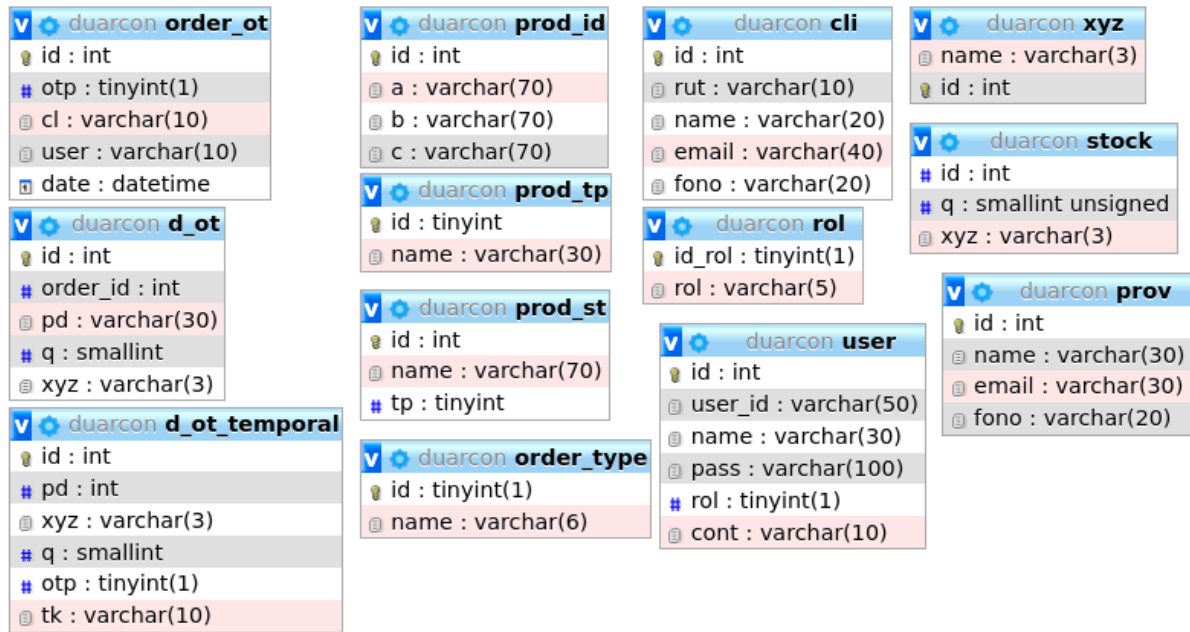 duarcon order_ot
id : int
otp : tinyint(1)
cl : varchar(10)
user : varchar(10)
date : datetime
duarcon d_ot
id : int
order_id : int
pd : varchar(30)
q : smallint
xyz : varchar(3)
duarcon d_ot_temporal
id : int
pd : int
xyz : varchar(3)
q : smallint
otp : tinyint(1)
tk : varchar(10)
duarcon prod_id
id : int
a : varchar(70)
b : varchar(70)
c : varchar(70)
duarcon prod_tp
id : tinyint
name : varchar(30)
duarcon prod_st
id : int
name : varchar(70)
tp : tinyint
duarcon order_type
id : tinyint(1)
name : varchar(6)
duarcon cli
id : int
rut : varchar(10)
name : varchar(20)
email : varchar(40)
fono : varchar(20)
duarcon rol
id_rol : tinyint(1)
rol : varchar(5)
duarcon user
id : int
user_id : varchar(50)
name : varchar(30)
pass : varchar(100)
rol : tinyint(1)
cont : varchar(10)
duarcon xyz
name : varchar(3)
id : int
duarcon stock
id : int
q : smallint unsigned
xyz : varchar(3)
duarcon prov
id : int
name : varchar(30)
email : varchar(30)
fono : varchar(20)